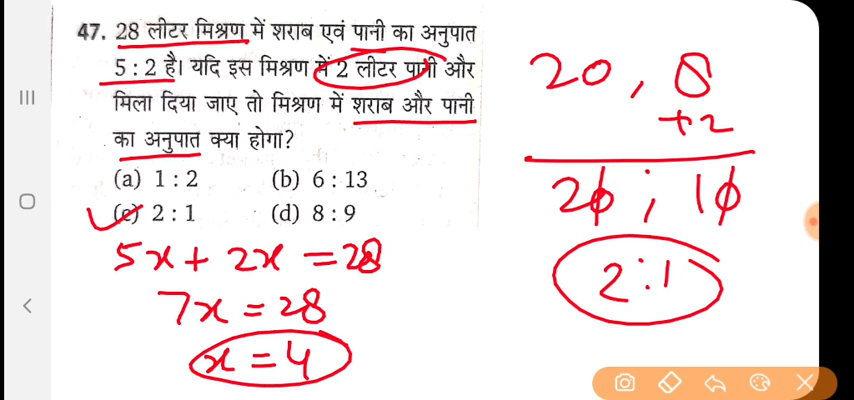 47. 28 लीटर मिश्रण में शराब एवं पानी का अनुपात
5 : 2 है। यदि इस मिश्रण में 2 लीटर पानी और
मिला दिया जाए तो मिश्रण में शराब और पानी
का अनुपात क्या होगा?
(a) 1 : 2 (b) 6 : 13
(c) 2 : 1 (d) 8 : 9
5x + 2x = 28
7x = 28
x = 4
20 , 8
+2
20 ; 10
2:1